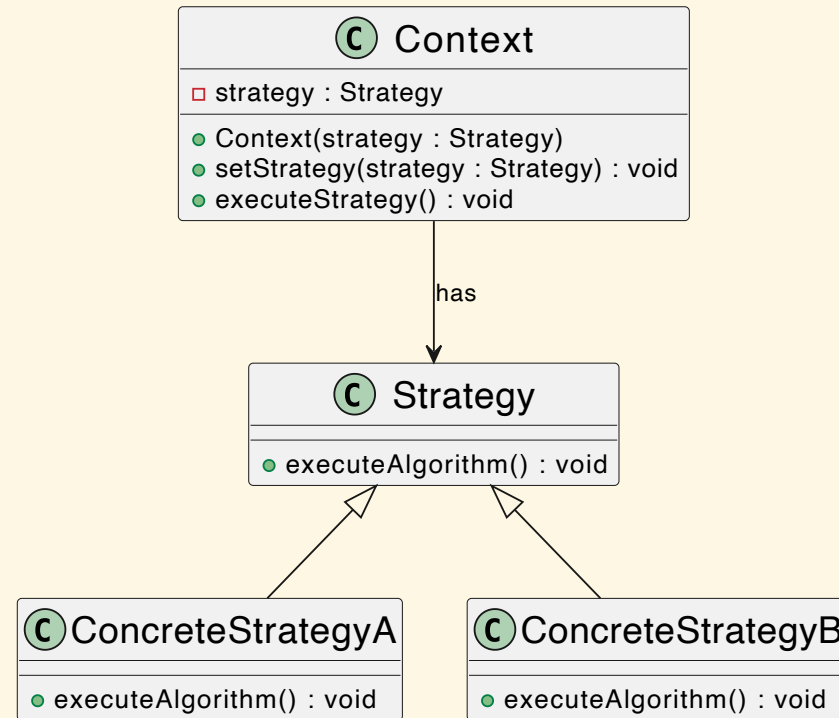 C Context
strategy : Strategy
Context(strategy : Strategy)
setStrategy(strategy : Strategy) : void
executeStrategy() : void
has
C Strategy
executeAlgorithm() : void
C ConcreteStrategyA
executeAlgorithm() : void
C ConcreteStrategyB
executeAlgorithm() : void